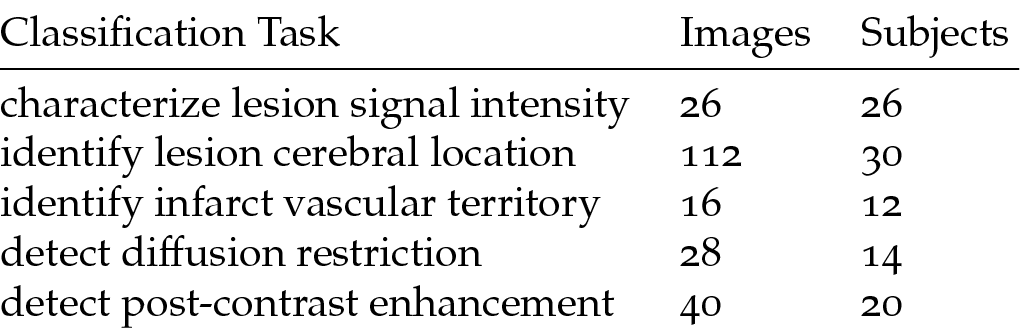 Classification Task Images Subjects
characterize lesion signal intensity 26 26
identify lesion cerebral location 112 30
identify infarct vascular territory 16 12
detect diffusion restriction 28 14
detect post-contrast enhancement 40 20